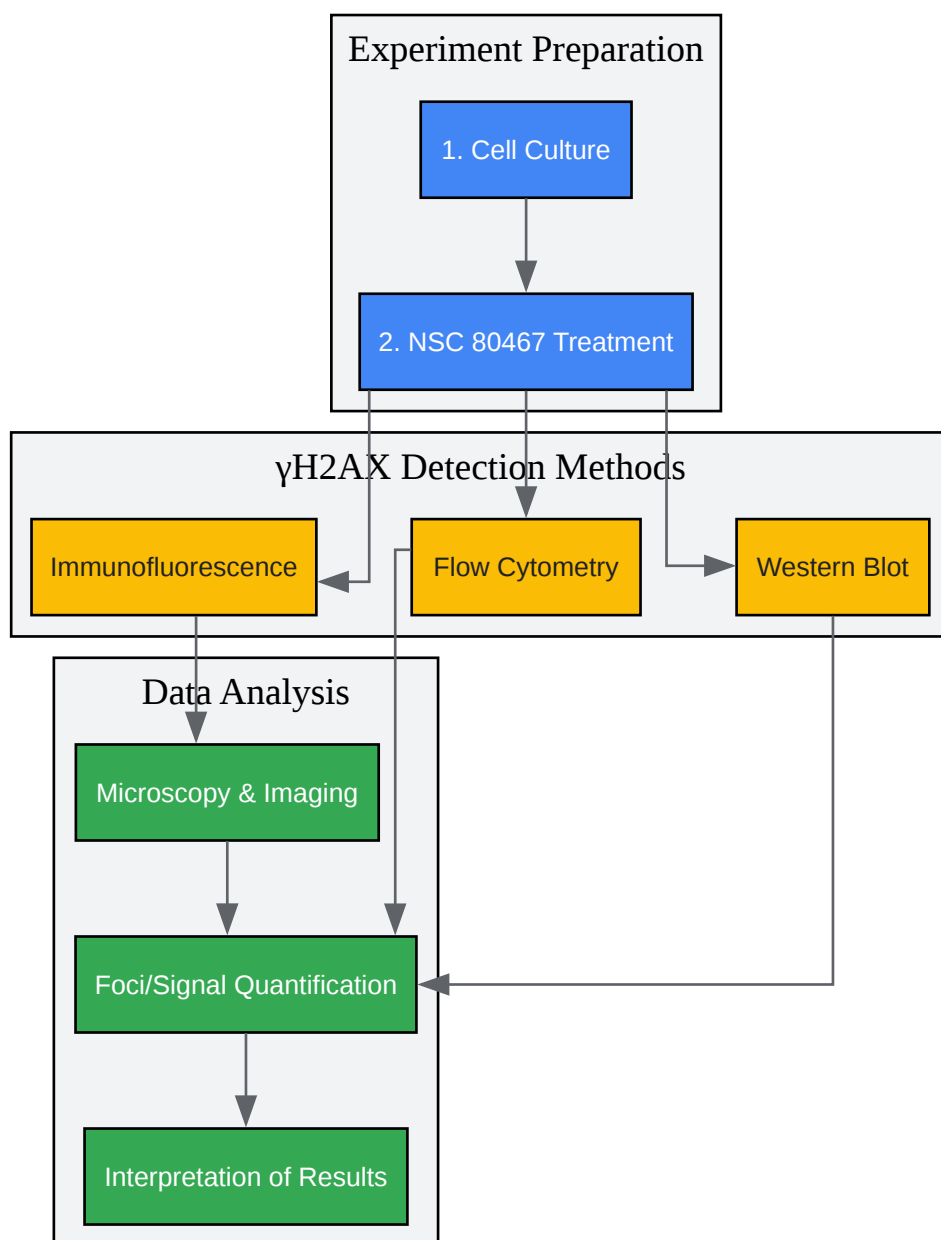 Experiment Preparation
1. Cell Culture
2. NSC 80467 Treatment
γH2AX Detection Methods
Immunofluorescence
Flow Cytometry
Western Blot
Data Analysis
Microscopy & Imaging
Foci/Signal Quantification
Interpretation of Results